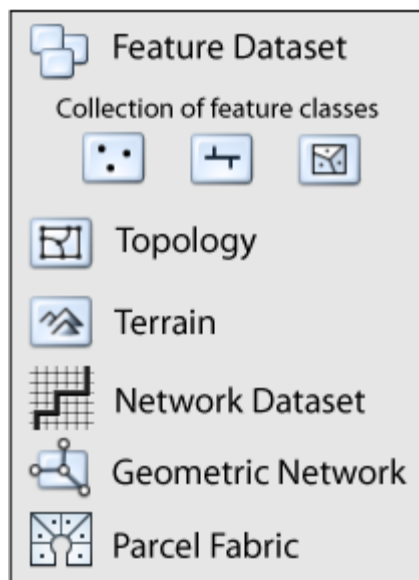 Feature Dataset
Collection of feature classes
Topology
Terrain
Network Dataset
Geometric Network
Parcel Fabric